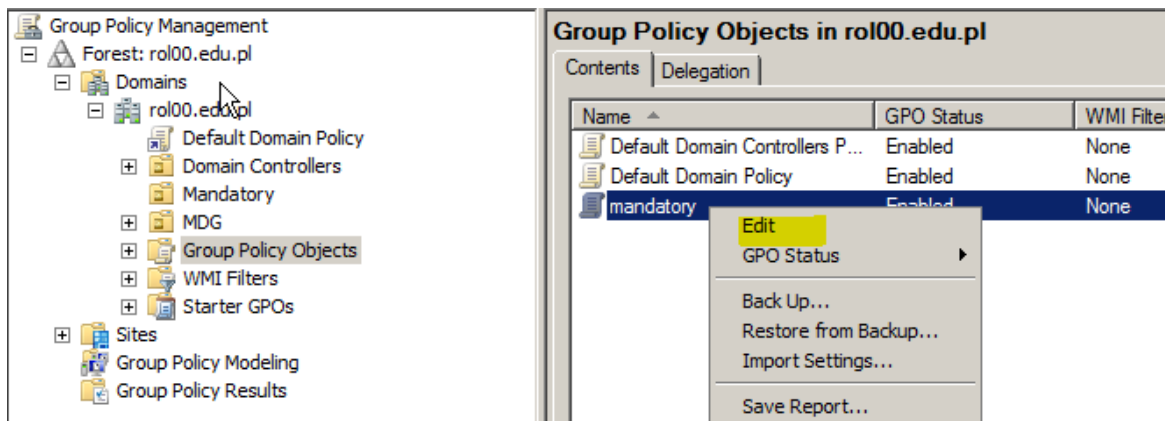 Group Policy Management
Forest: rol00.edu.pl
Domains
rol00.edu.pl
Default Domain Policy
Domain Controllers
Mandatory
MDG
Group Policy Objects
WMI Filters
Starter GPOs
Sites
Group Policy Modeling
Group Policy Results
Group Policy Objects in rol00.edu.pl
Contents Delegation
Name GPO Status WMI Filte
Default Domain Controllers P... Enabled None
Default Domain Policy Enabled None
mandatory Enabled None
Edit
GPO Status
Back Up...
Restore from Backup...
Import Settings...
Save Report...